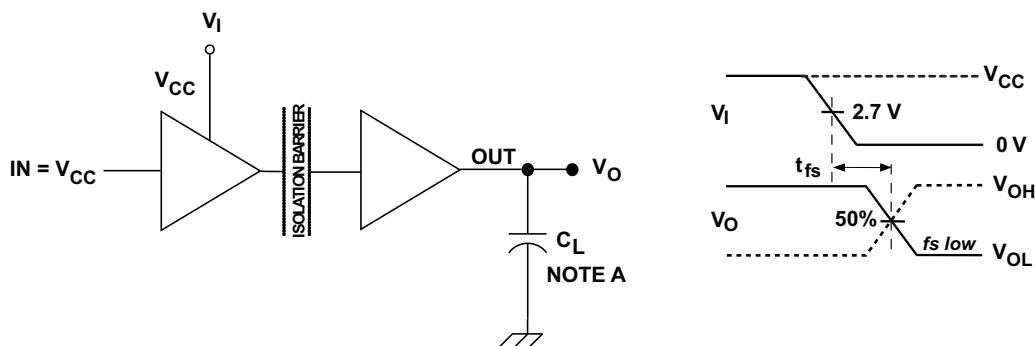 VI
VCC
IN = VCC
ISOLATION BARRIER
OUT
VO
CL
NOTE A
VI
VCC
2.7 V
0 V
tfs
VO
50%
fs low
VOH
VOL